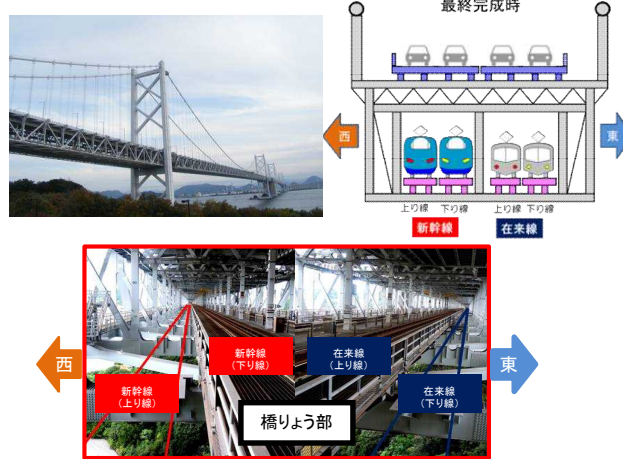 最終完成時
西
東
上り線 下り線 上り線 下り線
新幹線 在来線
西
東
新幹線
(下り線)
在来線
(上り線)
新幹線
(上り線)
在来線
(下り線)
橋りょう部